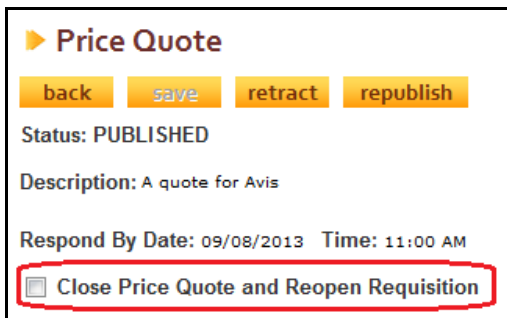 Price Quote
back save retract republish
Status: PUBLISHED
Description: A quote for Avis
Respond By Date: 09/08/2013 Time: 11:00 AM
Close Price Quote and Reopen Requisition